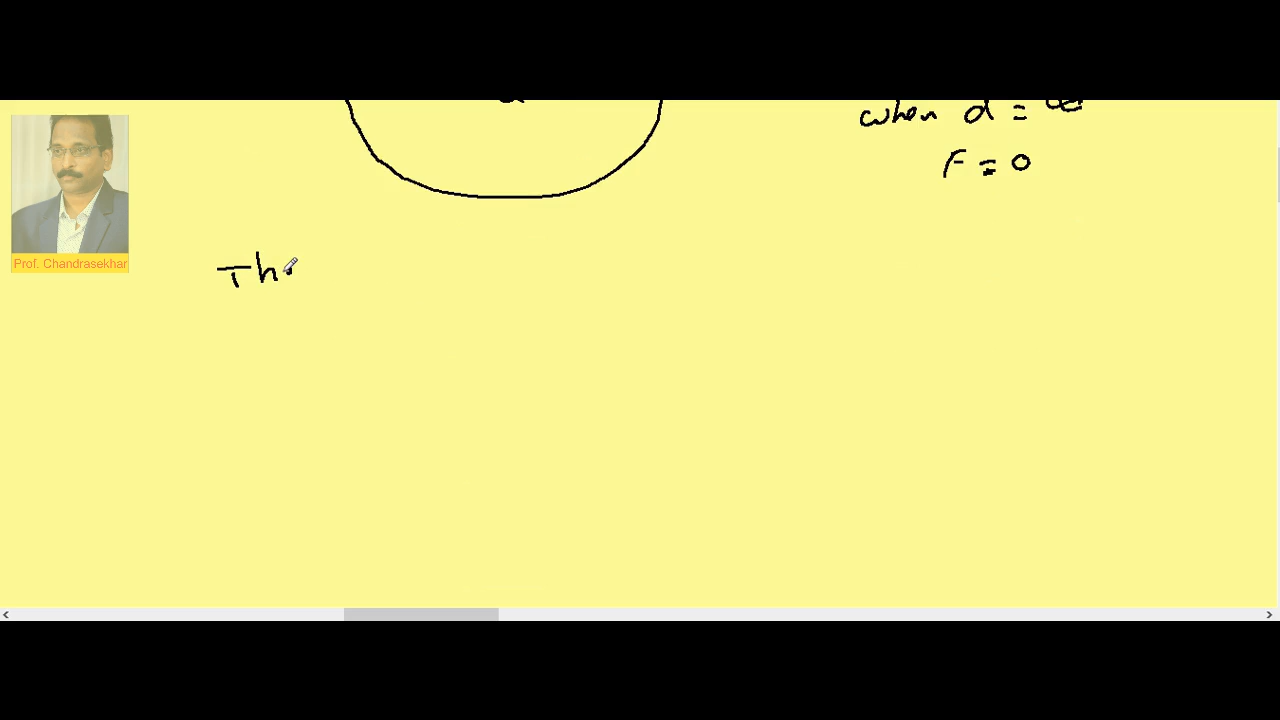 when d =
F = 0
Prof. Chandrasekhar
Th